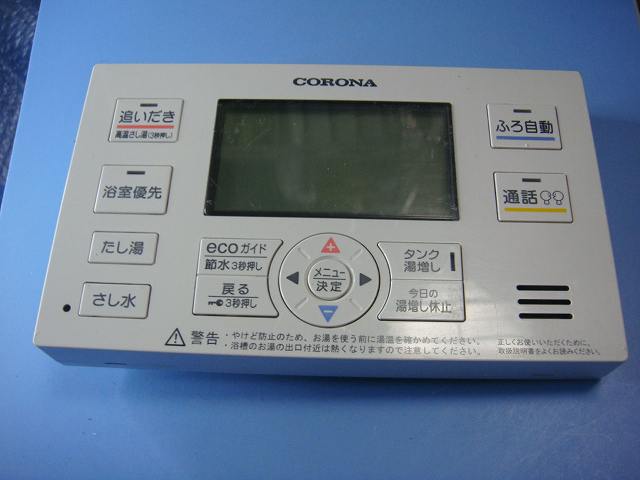 CORONA
追いだき
高温さし湯(3秒押し)
浴室優先
たし湯
さし水
ecoガイド
節水3秒押し
戻る
3秒押し
メニュー
決定
タンク
湯増し
今日の
湯増し休止
ふろ自動
通話
警告
・やけど防止のため、お湯を使う前に湯温を確かめてください。
・浴槽のお湯の出口付近は熱くなりますので注意してください。
正しくお使いいただくために、
取扱説明書をよくお読みください。